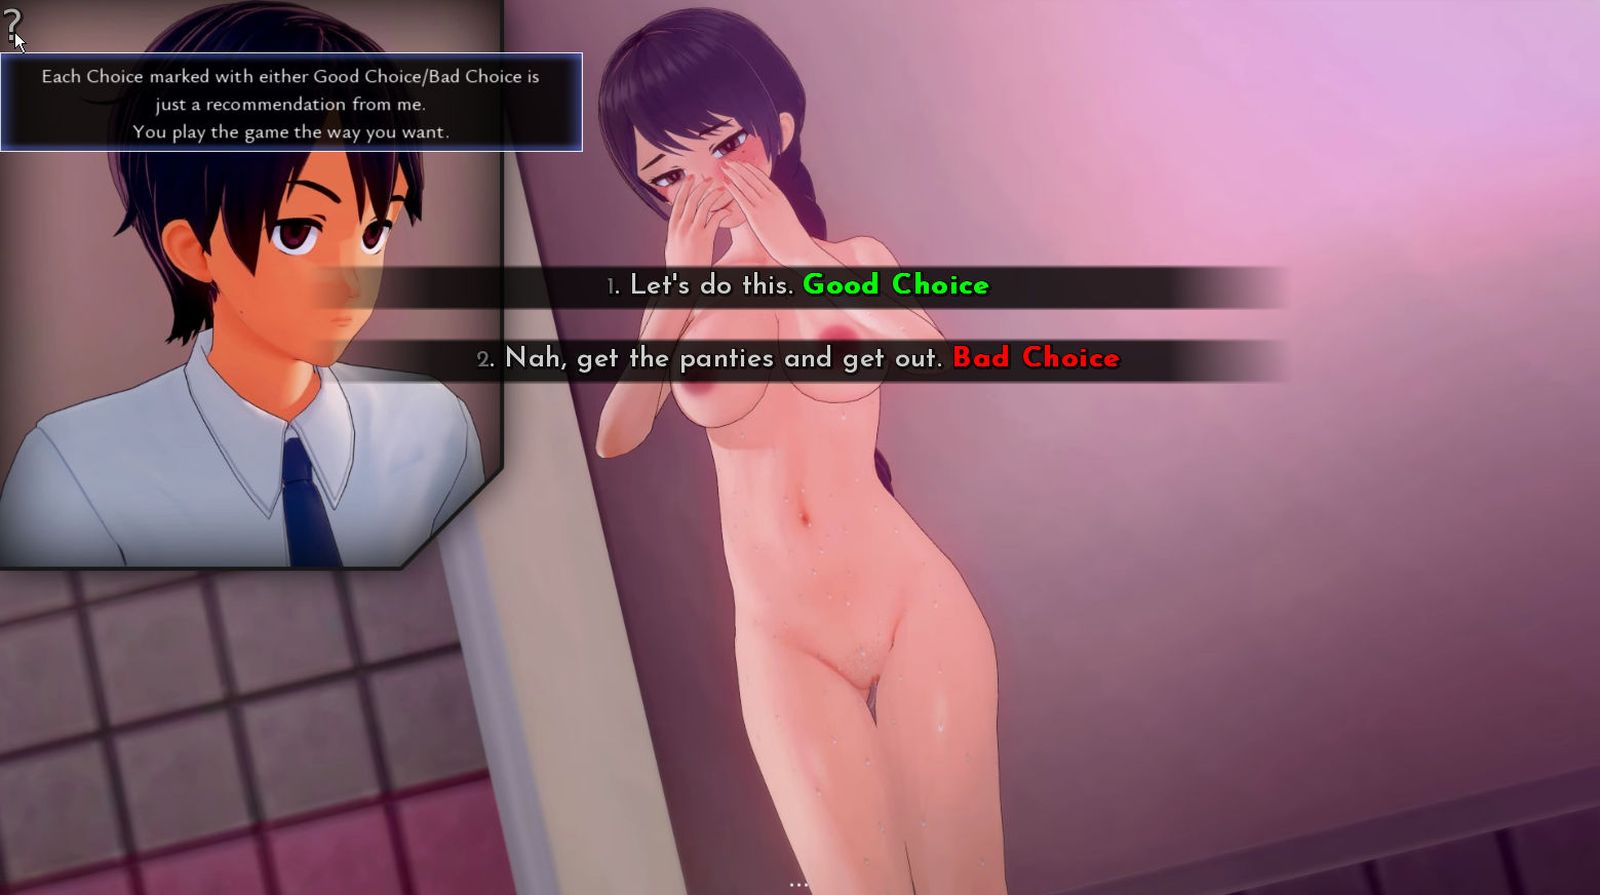 ?
Each Choice marked with either Good Choice/Bad Choice is
just a recommendation from me.
You play the game the way you want.
1. Let's do this. Good Choice
2. Nah, get the panties and get out. Bad Choice
...